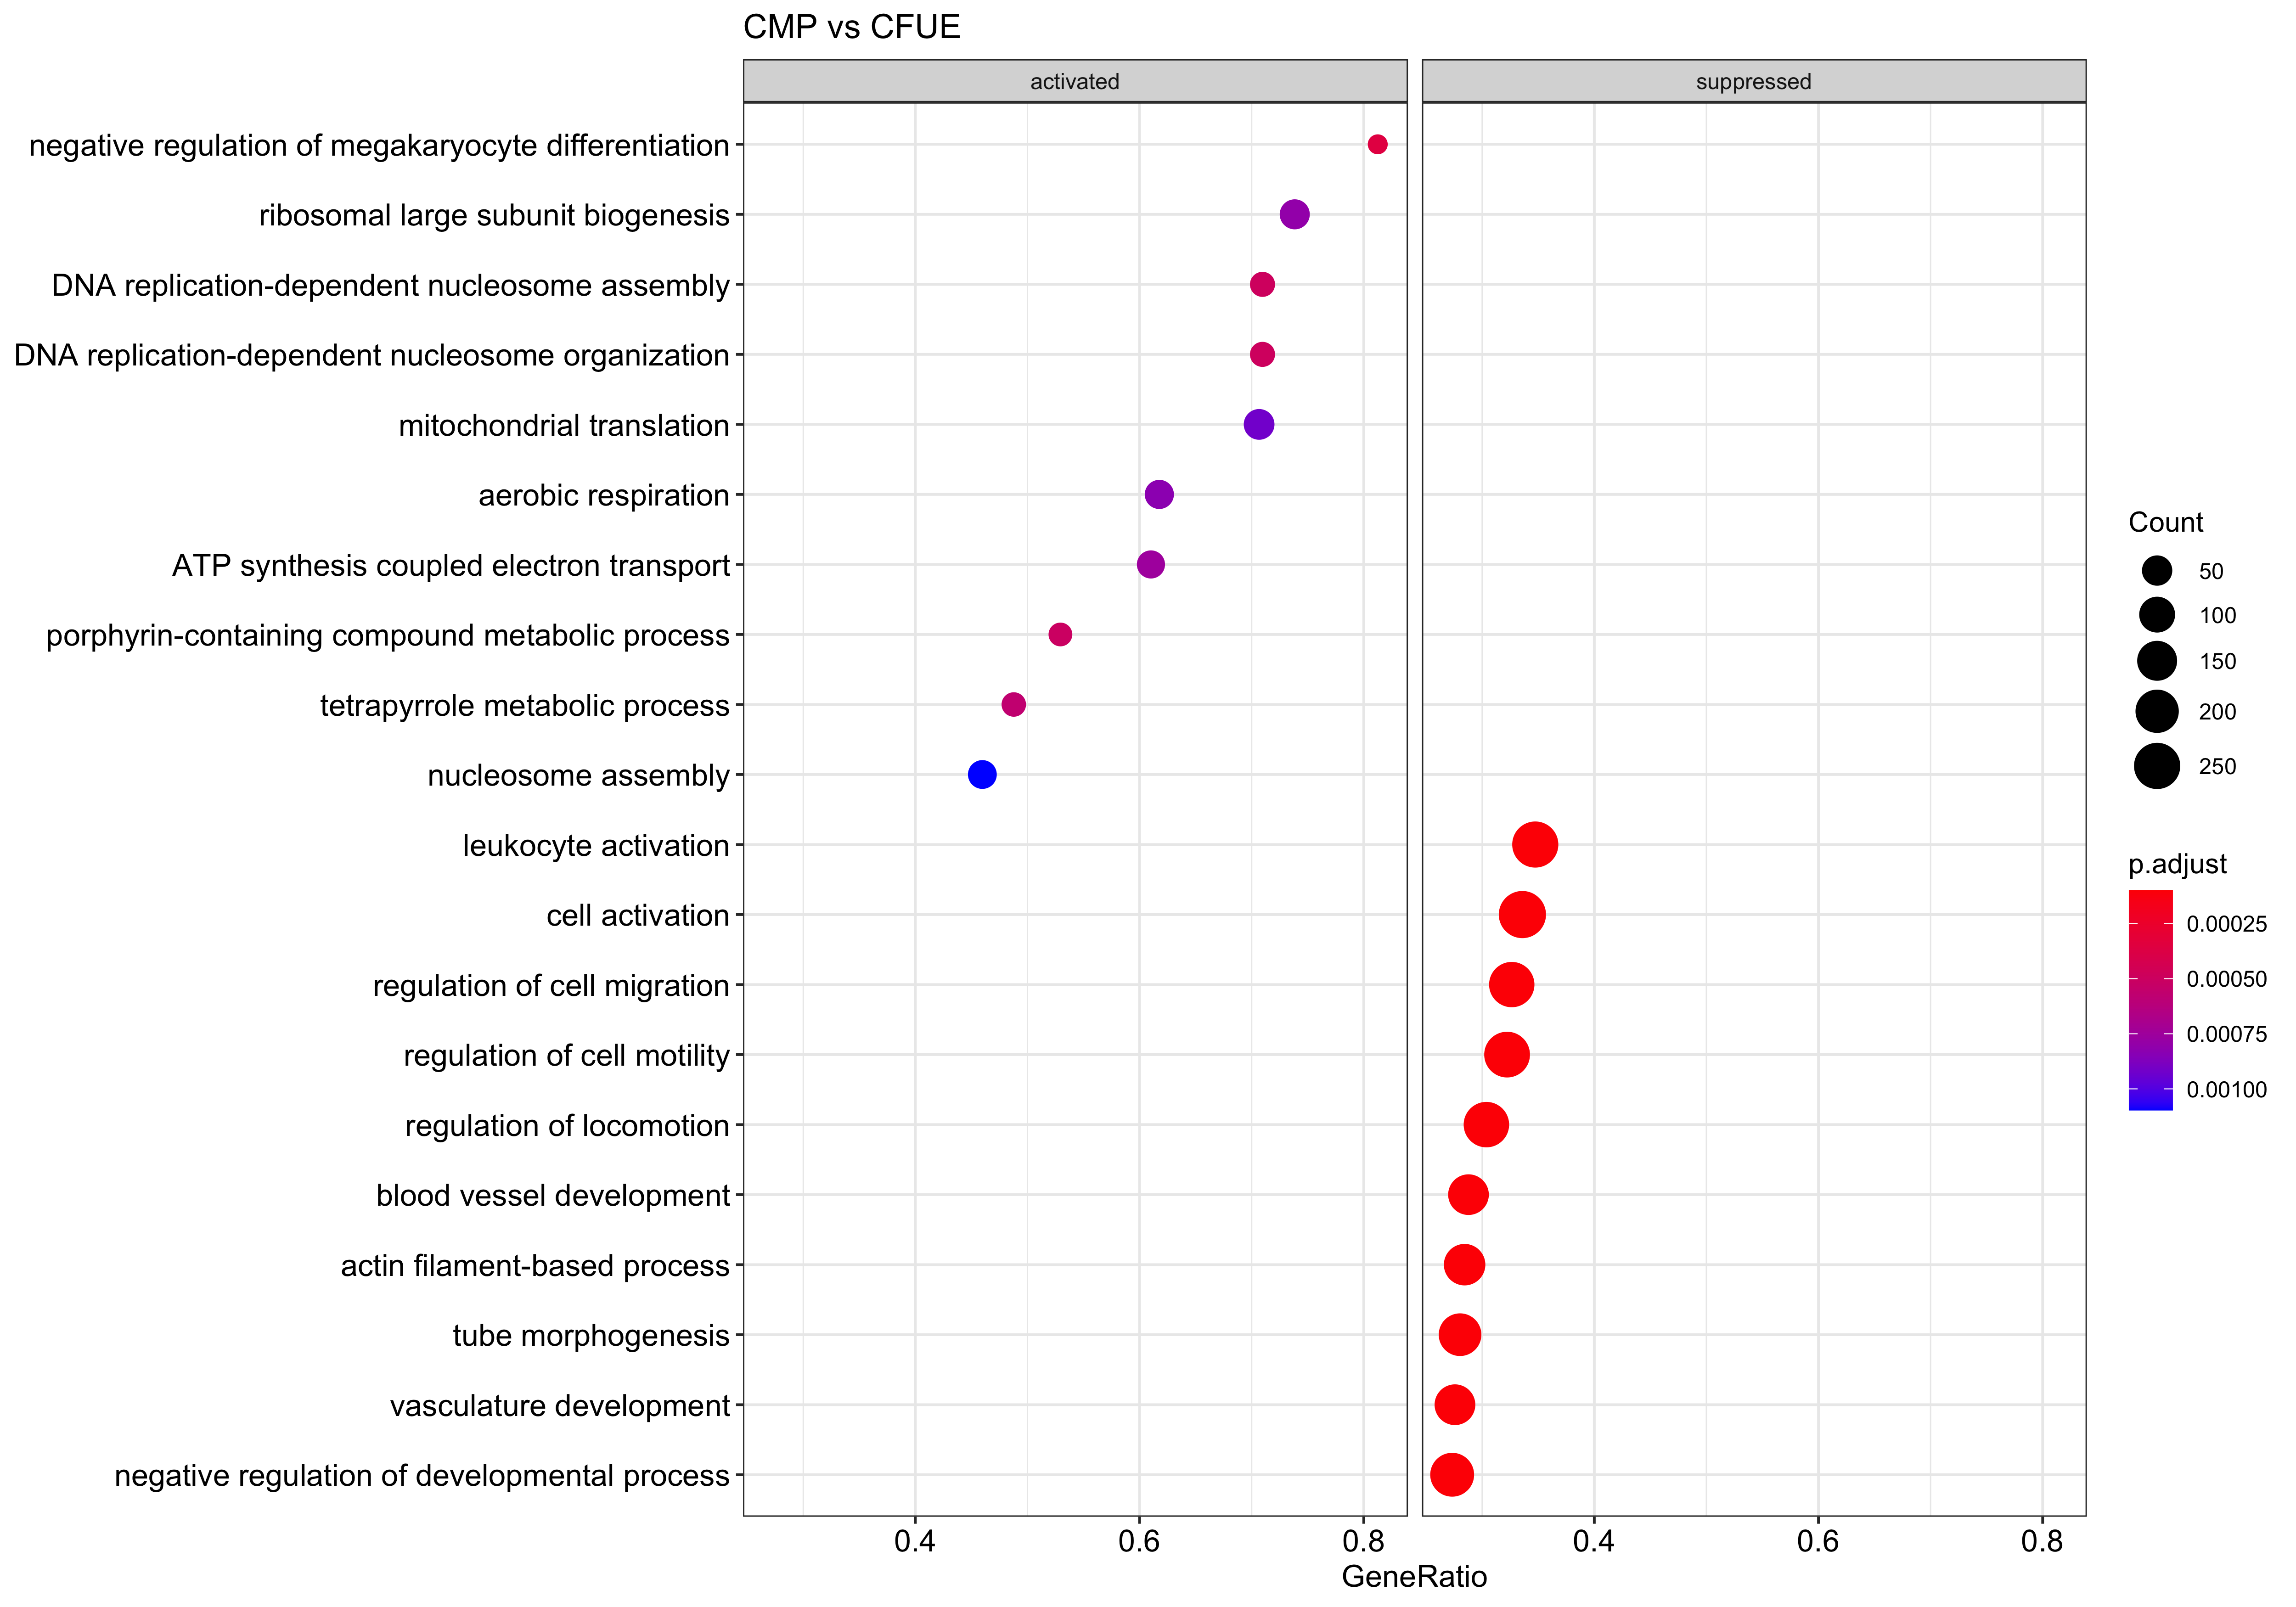 CMP vs CFUE
activated
suppressed
negative regulation of megakaryocyte differentiation
ribosomal large subunit biogenesis
DNA replication-dependent nucleosome assembly
DNA replication-dependent nucleosome organization
mitochondrial translation
aerobic respiration
ATP synthesis coupled electron transport
porphyrin-containing compound metabolic process
tetrapyrrole metabolic process
nucleosome assembly
leukocyte activation
cell activation
regulation of cell migration
regulation of cell motility
regulation of locomotion
blood vessel development
actin filament-based process
tube morphogenesis
vasculature development
negative regulation of developmental process
0.4 0.6 0.8
0.4 0.6 0.8
GeneRatio
Count
50
100
150
200
250
p.adjust
0.00025
0.00050
0.00075
0.00100